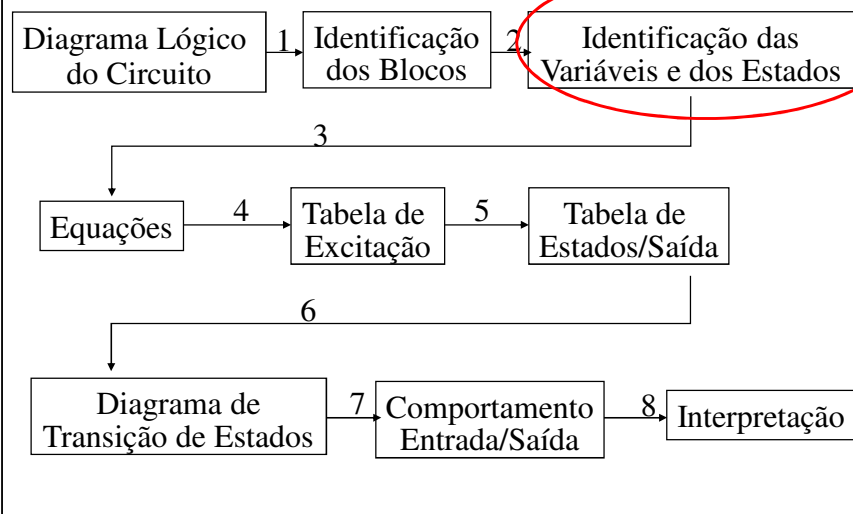 Diagrama Lógico
do Circuito
1
Identificação
dos Blocos
2
Identificação das
Variáveis e dos Estados
3
Equações
4
Tabela de
Excitação
5
Tabela de
Estados/Saída
6
Diagrama de
Transição de Estados
7
Comportamento
Entrada/Saída
8
Interpretação